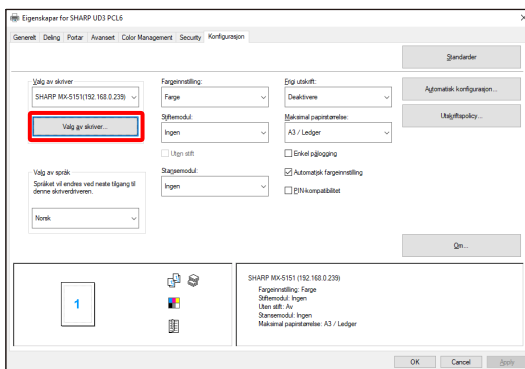 Eigenskapar for SHARP UD3 PCL6
Generelt Deling Portar Avansert Color Management Security Konfigurasjon
Standarder
Valg av skriver
SHARP MX-5151(192.168.0.239)
Valg av skriver...
Fargeinnstilling:
Farge
Frigi utskrift:
Deaktivere
Automatisk konfigurasjon...
Utskriftspolicy...
Stiftemodul:
Ingen
Maksimal papirstørrelse:
A3 / Ledger
Uten stift
Enkel pålogging
Valg av språk
Språket vil endres ved neste tilgang til
denne skriverdriveren.
Norsk
Stansemodul:
Ingen
Automatisk fargeinnstilling
PIN-kompatibilitet
Om...
1
SHARP MX-5151 (192.168.0.239)
Fargeinnstilling: Farge
Stiftemodul: Ingen
Uten stift: Av
Stansemodul: Ingen
Maksimal papirstørrelse: A3 / Ledger
OK Cancel Apply